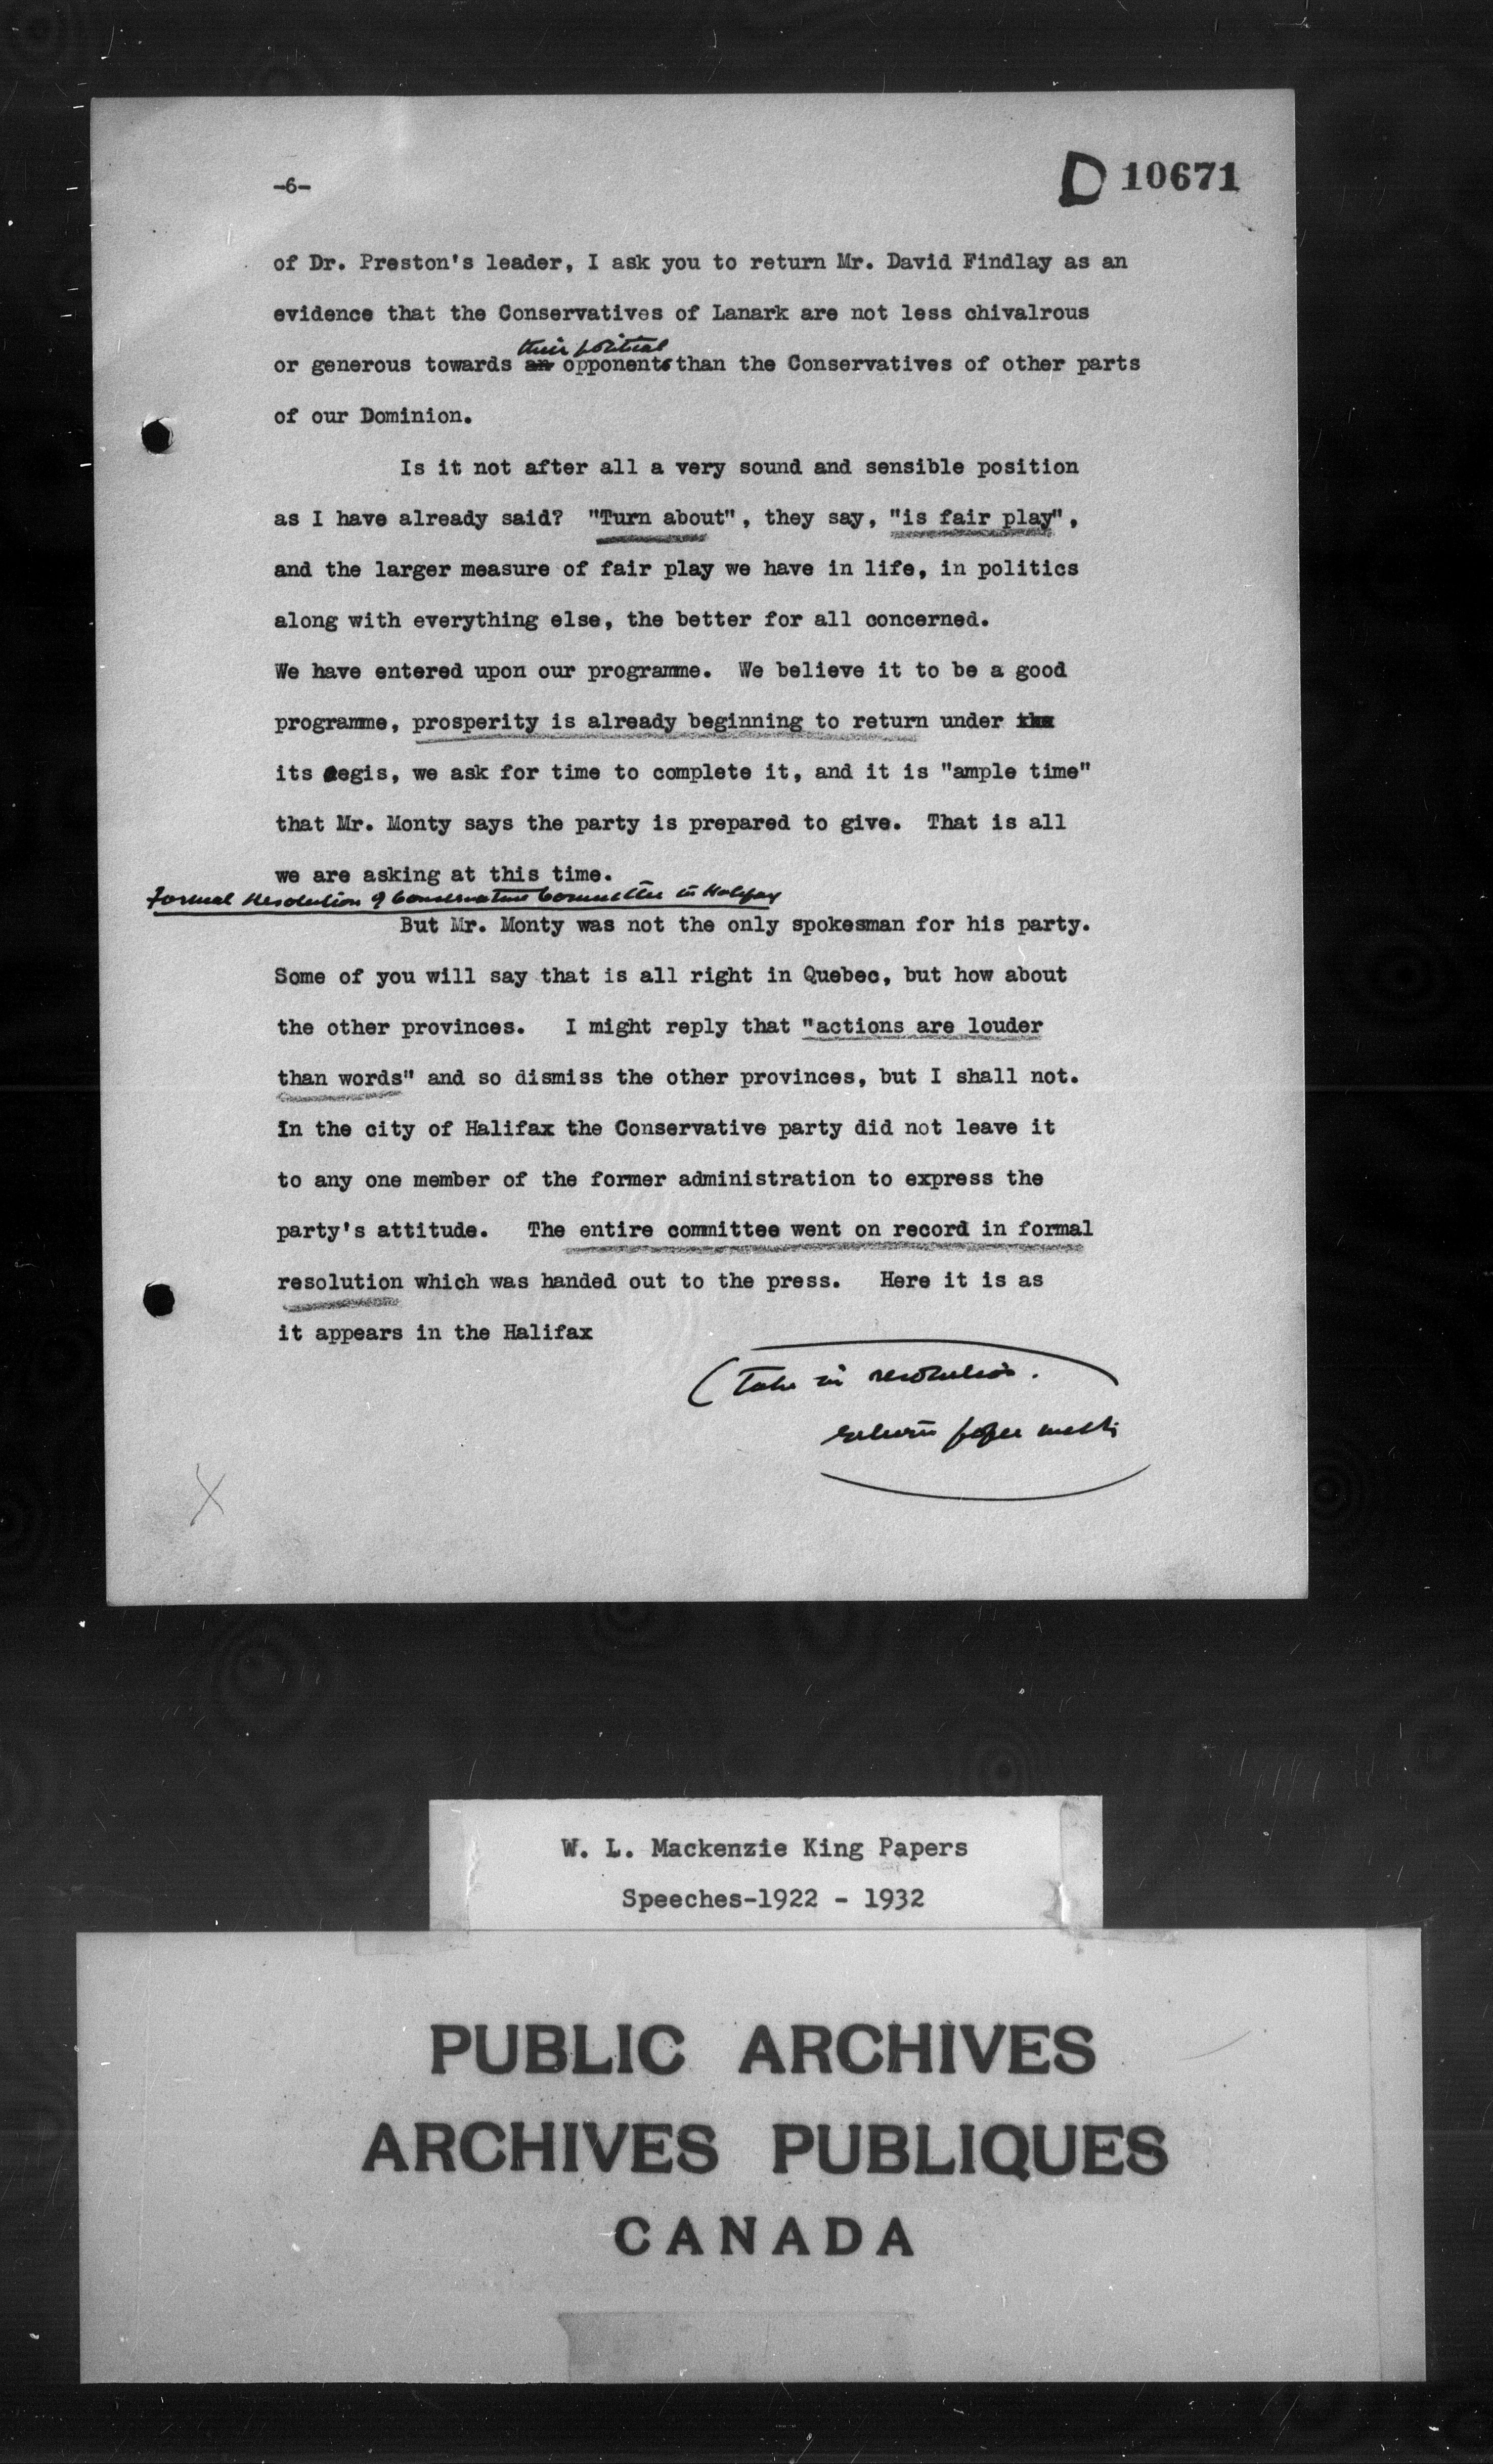 -6-
D 10671
of Dr. Preston's leader, I ask you to return Mr. David Findlay as an
evidence that the Conservatives of Lanark are not less chivalrous
their political
or generous towards an opponents than the Conservatives of other parts
of our Dominion.
Is it not after all a very sound and sensible position
as I have already said? "Turn about", they say, "is fair play",
and the larger measure of fair play we have in life, in politics
along with everything else, the better for all concerned.
We have entered upon our programme. We believe it to be a good
programme, prosperity is already beginning to return under the
its aegis, we ask for time to complete it, and it is "ample time"
that Mr. Monty says the party is prepared to give. That is all
we are asking at this time.
Formal Resolution of Conservative Committee in Halifax
But Mr. Monty was not the only spokesman for his party.
Some of you will say that is all right in Quebec, but how about
the other provinces. I might reply that "actions are louder
than words" and so dismiss the other provinces, but I shall not.
In the city of Halifax the Conservative party did not leave it
to any one member of the former administration to express the
party's attitude. The entire committee went on record in formal
resolution which was handed out to the press. Here it is as
it appears in the Halifax
(Take in resolution.
X
W. L. Mackenzie King Papers
Speeches-1922 - 1932
PUBLIC ARCHIVES
ARCHIVES PUBLIQUES
CANADA